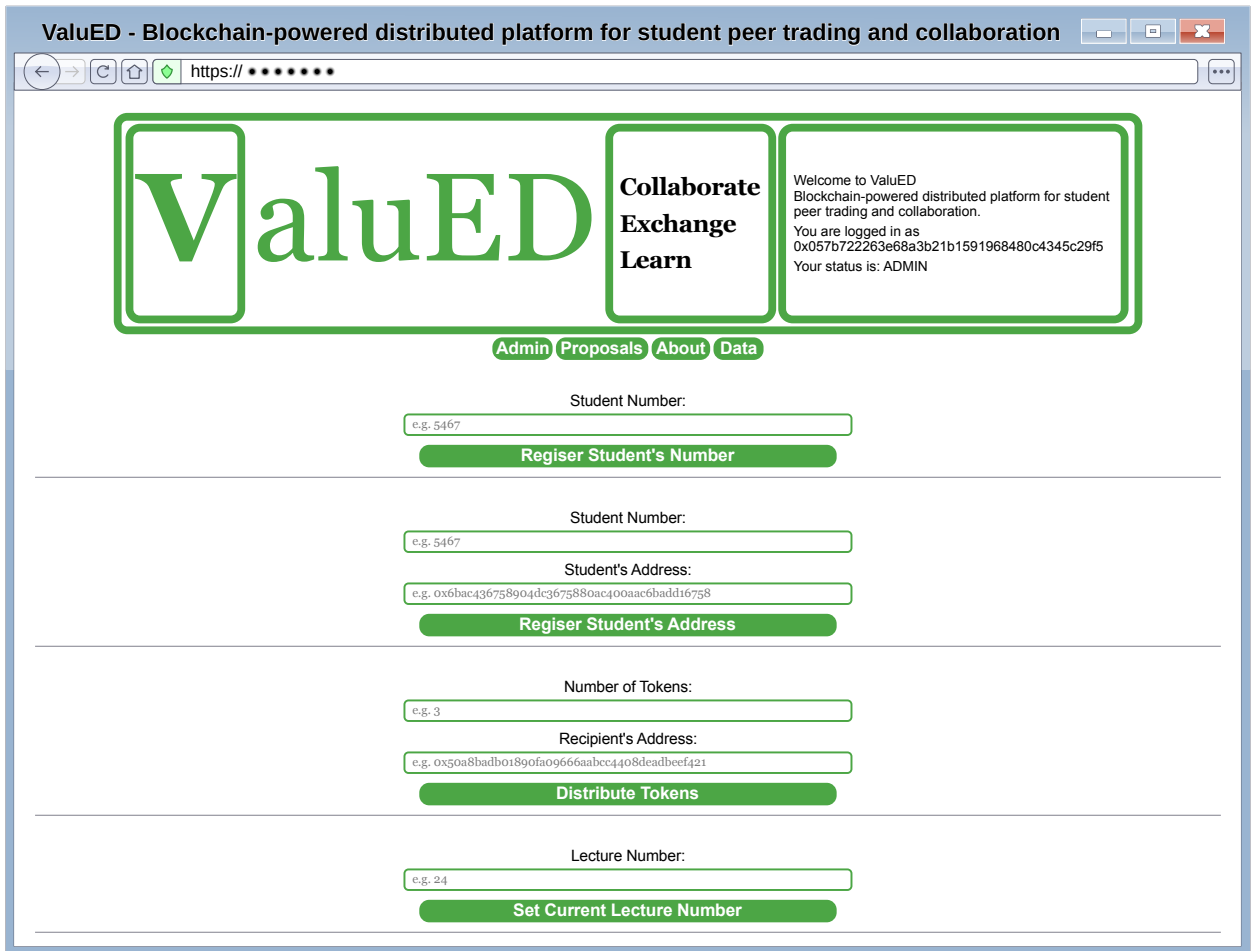 ValuED - Blockchain-powered distributed platform for student peer trading and collaboration
https://
ValuED
Collaborate
Exchange
Learn
Welcome to ValuED
Blockchain-powered distributed platform for student
peer trading and collaboration.
You are logged in as
0x057b722263e68a3b21b1591968480c4345c29f5
Your status is: ADMIN
Admin Proposals About Data
Student Number:
e.g. 5467
Regiser Student's Number
Student Number:
e.g. 5467
Student's Address:
e.g. 0x6bac436758904dc3675880ac400aac6badd16758
Regiser Student's Address
Number of Tokens:
e.g. 3
Recipient's Address:
e.g. 0x50a8badb01890fa09666aabcc4408deadbeef421
Distribute Tokens
Lecture Number:
e.g. 24
Set Current Lecture Number